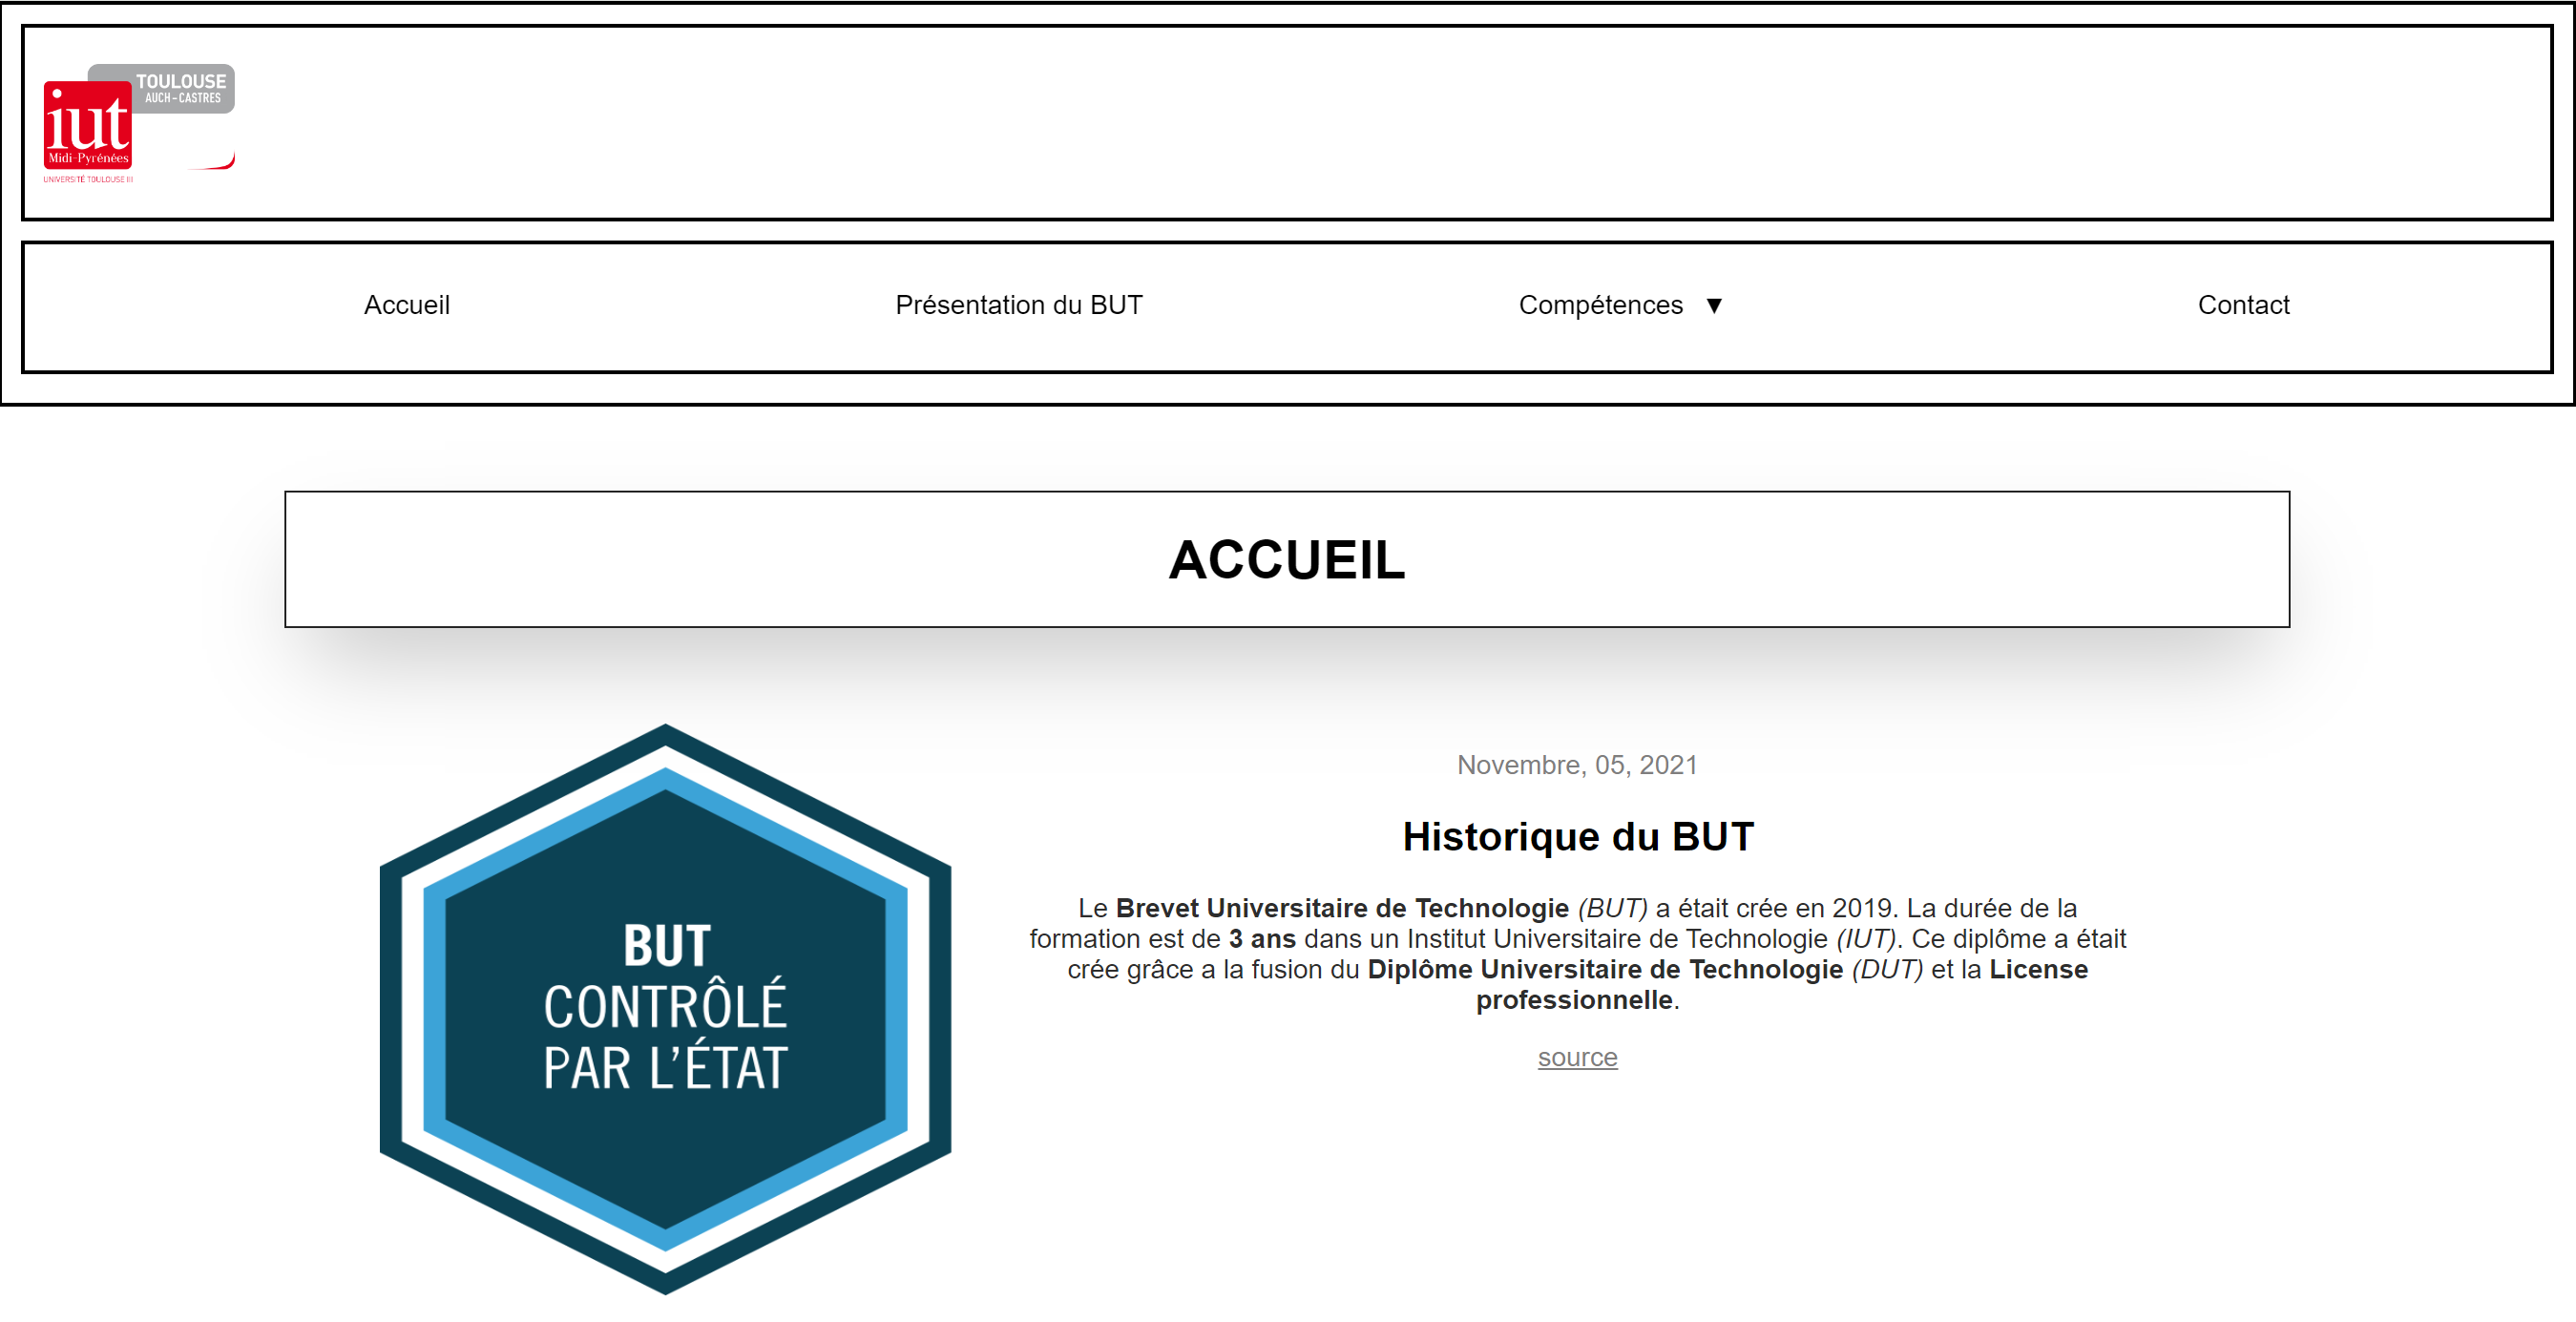 TOULOUSE
AUCH-CASTRES
iut
Midi-Pyrénées
UNIVERSITÉ TOULOUSE III
Accueil
Présentation du BUT
Compétences ▼
Contact
ACCUEIL
BUT
CONTRÔLÉ
PAR L'ÉTAT
Novembre, 05, 2021
Historique du BUT
Le Brevet Universitaire de Technologie (BUT) a était crée en 2019. La durée de la
formation est de 3 ans dans un Institut Universitaire de Technologie (IUT). Ce diplôme a était
crée grâce a la fusion du Diplôme Universitaire de Technologie (DUT) et la License
professionnelle.
source